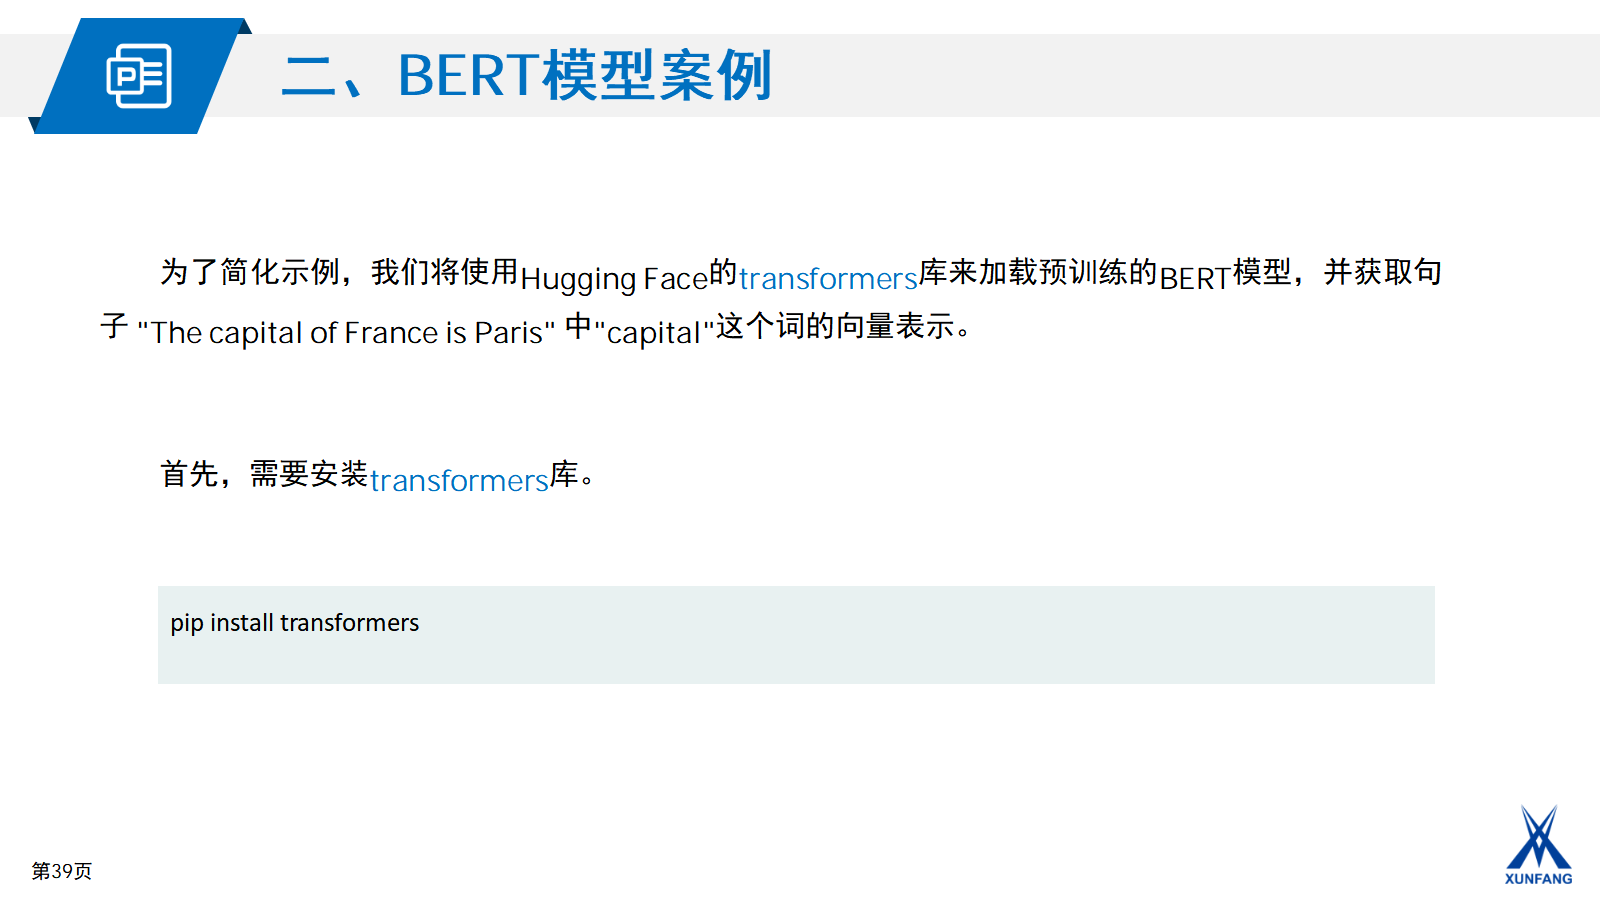 二、BERT模型案例
为了简化示例，我们将使用Hugging Face的transformers库来加载预训练的BERT模型，并获取句
子 "The capital of France is Paris" 中"capital"这个词的向量表示。
首先，需要安装transformers库。
pip install transformers
第39页
XUNFANG